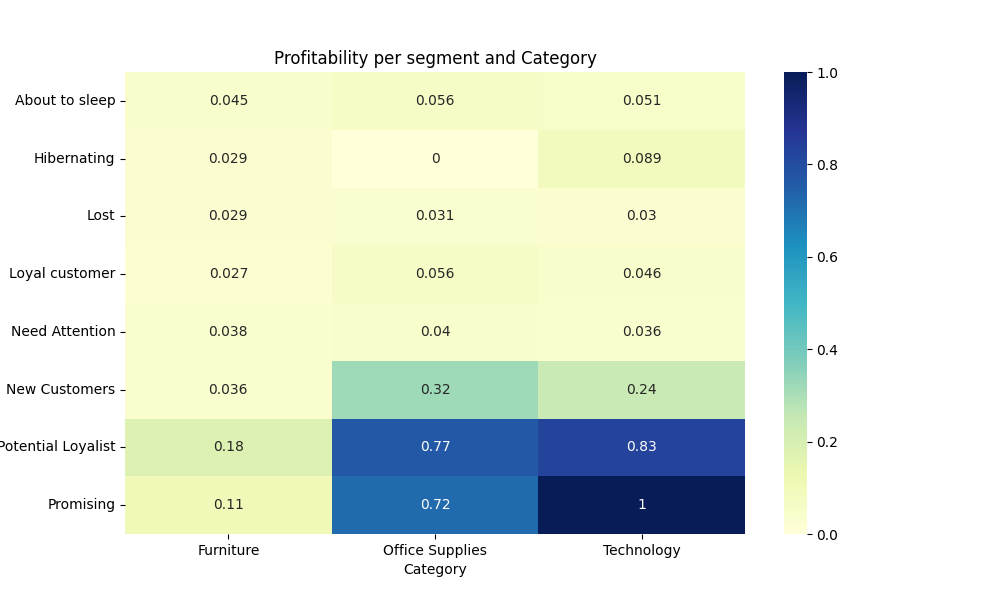 Profitability per segment and Category
1.0
About to sleep 0.045 0.056 0.051
Hibernating 0.029 0 0.089
0.8
Lost 0.029 0.031 0.03
0.6
Loyal customer 0.027 0.056 0.046
Need Attention 0.038 0.04 0.036
0.4
New Customers 0.036 0.32 0.24
0.2
Potential Loyalist 0.18 0.77 0.83
Promising 0.11 0.72 1
0.0
Furniture Office Supplies Technology
Category